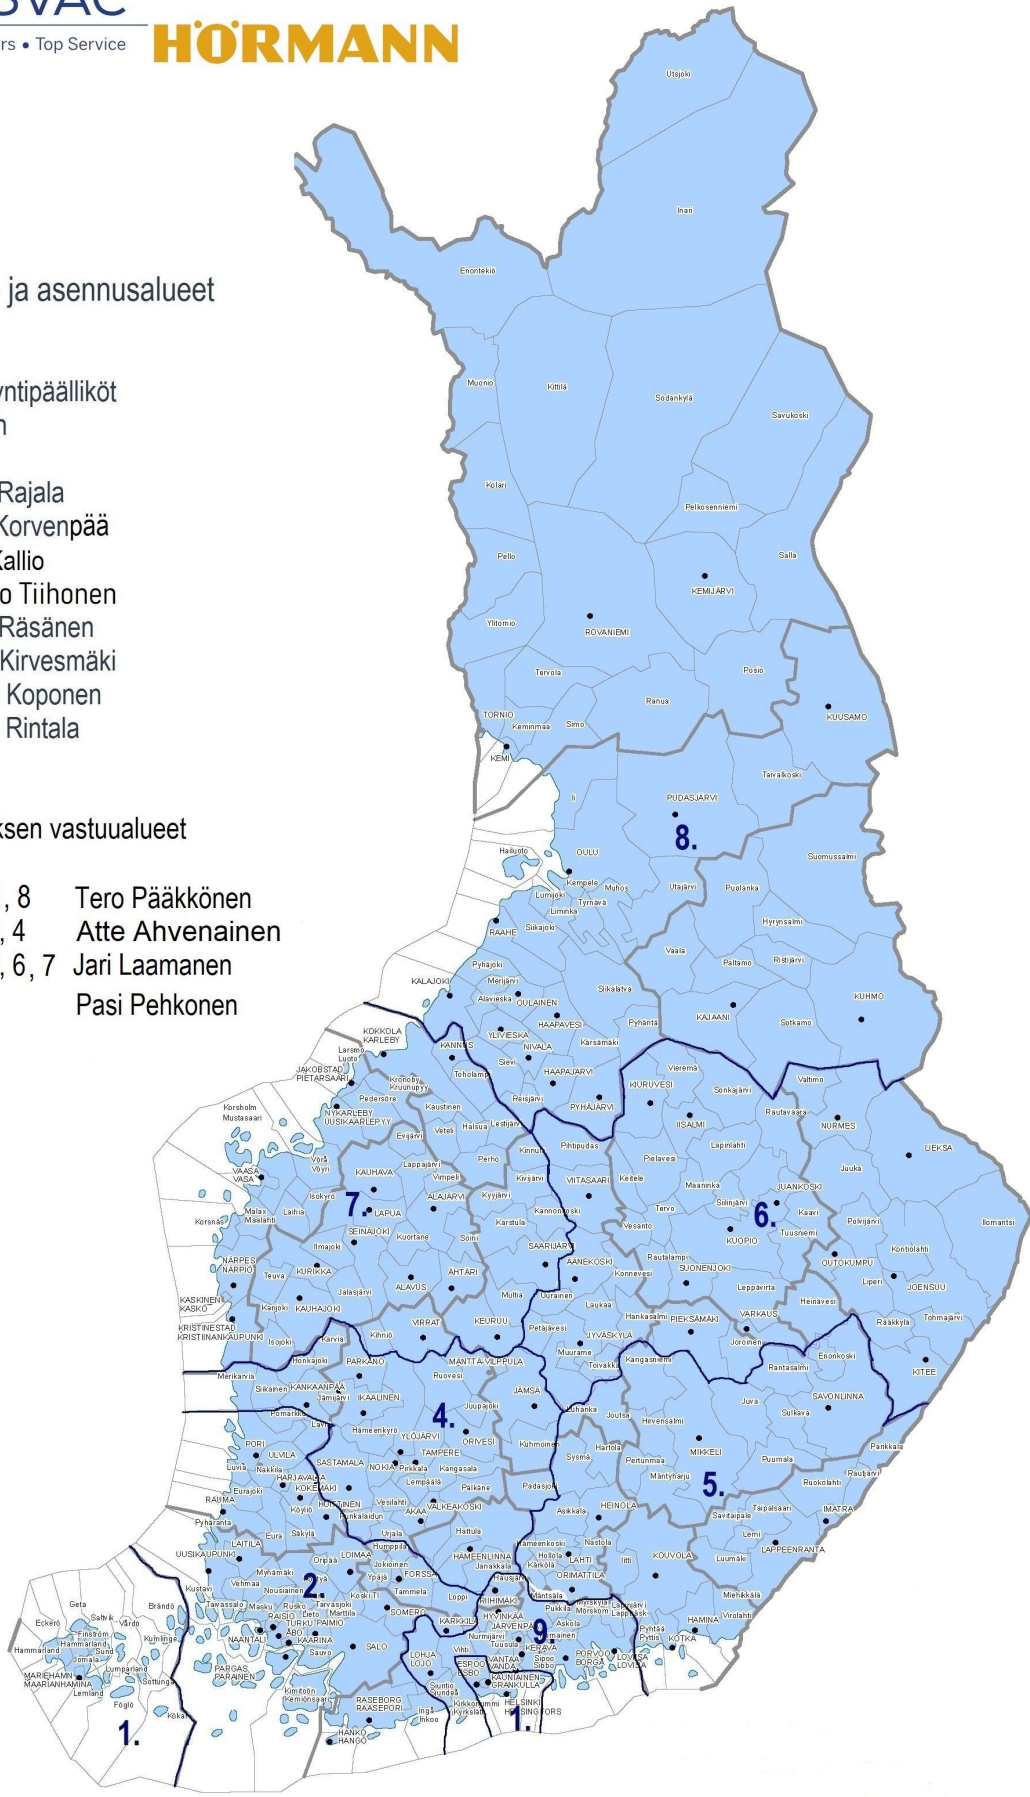 SVAC
rs • Top Service
HÖRMANN
ja asennusalueet
ntipäälliköt
n
Rajala
Korvenpää
Kallio
o Tiihonen
Räsänen
Kirvesmäki
Koponen
Rintala
ksen vastuualueet
, 8 Tero Pääkkönen
, 4 Atte Ahvenainen
, 6, 7 Jari Laamanen
Pasi Pehkonen
Utsjoki
Inari
Enontekiö
Muonio
Kittilä
Sodankylä
Savukoski
Kolari
Pelkosenniemi
Pello
Salla
KEMIJÄRVI
Ylitornio
ROVANIEMI
Tervola
Posio
Ranua
TORNIO
Keminmaa
Simo
KUUSAMO
KEMI
Taivalkoski
Ii
PUDASJÄRVI
8.
Hailuoto
OULU
Suomussalmi
Kempele
Muhos
Utajärvi
Puolanka
Lumijoki
Tyrnävä
Liminka
Hyrynsalmi
RAAHE
Siikajoki
Vaala
Paltamo
Ristijärvi
Pyhäjoki
KALAJOKI
Merijärvi
Siikalatva
Alavieska
OULAINEN
KUHMO
KAJAANI
Sotkamo
HAAPAVESI
Pyhäntä
KOKKOLA
KARLEBY
YLIVIESKA
KANNUS
NIVALA
Kärsämäki
Larsmo
Luoto
Sievi
HAAPAJÄRVI
Vieremä
JAKOBSTAD
PIETARSAARI
Toholampi
KIURUVESI
Sonkajärvi
Valtimo
Kronoby
Kruunupyy
Pedersöre
Reisjärvi
PYHÄJÄRVI
Rautavaara
Korsholm
Mustasaari
NYKARLEBY
UUSIKAARLEPYY
Kaustinen
IISALMI
NURMES
Evijärvi
Veteli
Halsua
Lestijärvi
LIEKSA
Kinnula
Pihtipudas
Lapinlahti
Vörå
Vöyri
Perho
Pielavesi
Juuka
VAASA
VASA
KAUHAVA
Lappajärvi
Vimpeli
Kivijärvi
VIITASAARI
Keitele
Maaninka
JUANKOSKI
Isokyrö
ALAJÄRVI
Kyyjärvi
Siilinjärvi
7.
LAPUA
Kannonkoski
Tervo
6.
Kaavi
Malax
Maalahti
Laihia
Korsnäs
Karstula
Vesanto
Polvijärvi
Ilomantsi
SEINÄJOKI
Kuortane
Soini
Tuusniemi
KUOPIO
Ilmajoki
SAARIJÄRVI
Kontiolahti
NÄRPES
NÄRPIÖ
ÄÄNEKOSKI
Rautalampi
OUTOKUMPU
Teuva
KURIKKA
ÄHTÄRI
Konnevesi
SUONENJOKI
Liperi
JOENSUU
Jalasjärvi
ALAVUS
Multia
Uurainen
Leppävirta
KASKINEN
KASKÖ
Karijoki
KAUHAJOKI
Laukaa
Heinävesi
KRISTINESTAD
KRISTIINANKAUPUNKI
VIRRAT
KEURUU
Petäjävesi
Hankasalmi
PIEKSÄMÄKI
VARKAUS
Rääkkylä
Tohmajärvi
Isojoki
Karvia
Kihniö
JYVÄSKYLÄ
Joroinen
Muurame
Honkajoki
PARKANO
MÄNTTÄ-VILPPULA
Toivakka
Kangasniemi
Rantasalmi
Enonkoski
KITEE
Merikarvia
Ruovesi
Siikainen
KANKAANPÄÄ
JÄMSÄ
Juva
SAVONLINNA
Jämijärvi
IKAALINEN
Juupajoki
Luhanka
Joutsa
Hirvensalmi
Sulkava
Pomarkku
Lavia
4.
Hämeenkyrö
ORIVESI
Kuhmoinen
MIKKELI
Parikkala
YLÖJÄRVI
Hartola
PORI
ULVILA
SASTAMALA
TAMPERE
Sysmä
Pertunmaa
Puumala
Luvia
Nakkila
NOKIA
Pirkkala
Kangasala
Mäntyharju
5.
Ruokolahti
Rautjärvi
Eurajoki
HARJAVALTA
KOKEMÄKI
Lempäälä
Pälkäne
Padasjoki
RAUMA
Köyliö
HUITTINEN
Vesilahti
VALKEAKOSKI
Asikkala
HEINOLA
Taipalsaari
IMATRA
Pyhäranta
Punkalaidun
AKAA
Savitaipale
Eura
Säkylä
Urjala
Hattula
Lemi
LAITILA
Humppila
Hämeenkoski
Nastola
LAPPEENRANTA
UUSIKAUPUNKI
Oripää
LOIMAA
HÄMEENLINNA
Hollola
LAHTI
Iitti
KOUVOLA
Luumäki
Jokioinen
Janakkala
Kärkölä
Mynämäki
2.
Ypäjä
FORSSA
ORIMATTILA
Vehmaa
Nousiainen
Koski Tl
Tammela
Hausjärvi
Kustavi
Loppi
RIIHIMÄKI
Mäntsälä
Miehikkälä
Geta
Brändö
Taivassalo
Masku
Rusko
Tarvasjoki
Marttila
SOMERO
HYVINKÄÄ
Pukkila
Myrskylä
Mörskom
Lapinjärvi
Lappträsk
Virolahti
Eckerö
Saltvik
Vårdö
RAISIO
Lieto
PAIMIO
KARKKILA
HAMINA
Finström
Kumlinge
TURKU
ÅBO
JÄRVENPÄÄ
9.
Askola
Pyhtää
Pyttis
KOTKA
Hammarland
Sund
NAANTALI
KAARINA
Nurmijärvi
Hammarland
Jomala
Sauvo
SALO
Vihti
Tuusula
KERAVA
PORVOO
BORGÅ
LOVIISA
LOVISA
Lumparland
LOHJA
LOJO
ESPOO
ESBO
VANTAA
VANDA
Sipoo
Sibbo
MARIEHAMN
MAARIANHAMINA
Sottunga
PARGAS
PARAINEN
Lemland
Siuntio
Sjundeå
KAUNIAINEN
GRANKULLA
Föglö
Kökar
Kimitoön
Kemiönsaari
RASEBORG
RAASEPORI
Ingå
Inkoo
Kirkkonummi
Kyrkslätt
HELSINKI
HELSINGFORS
1.
HANKO
HANGÖ
1.